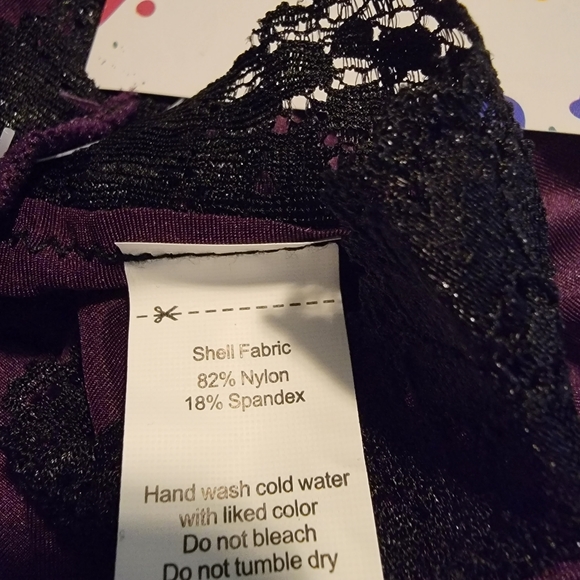 Shell Fabric
82% Nylon
18% Spandex
Hand wash cold water
with liked color
Do not bleach
Do not tumble dry